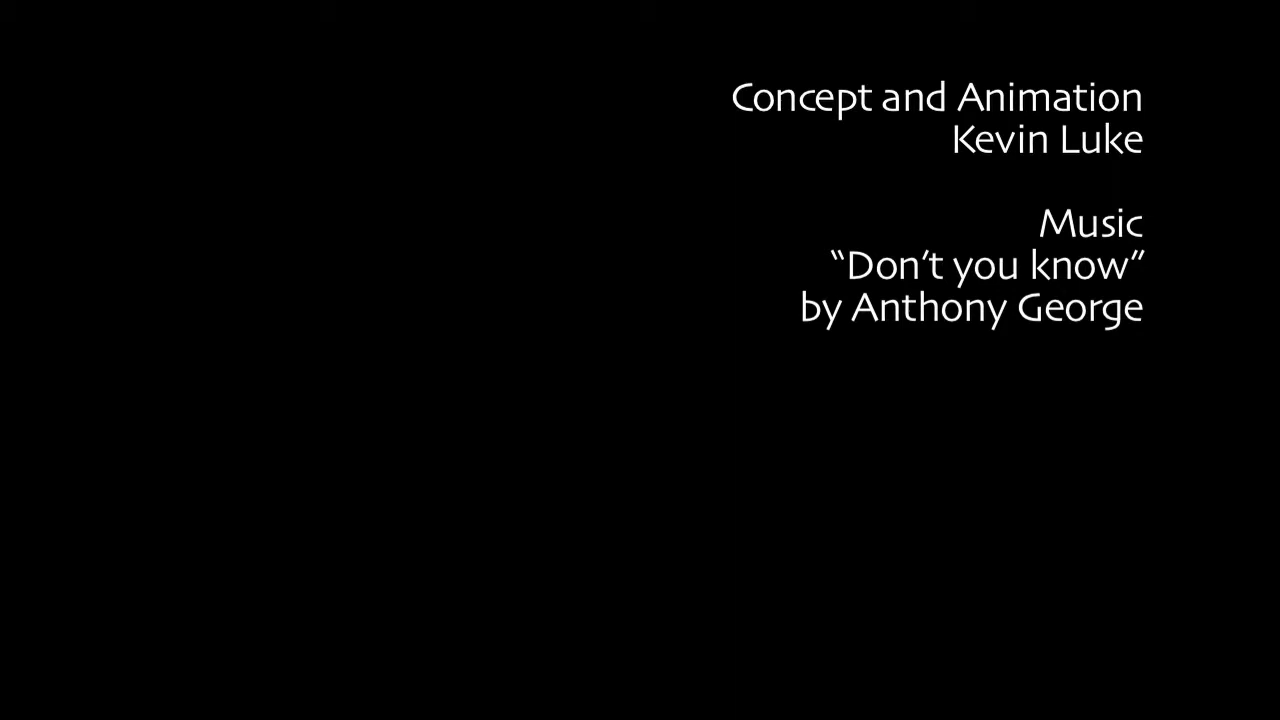 Concept and Animation
Kevin Luke
Music
“Don’t you know”
by Anthony George